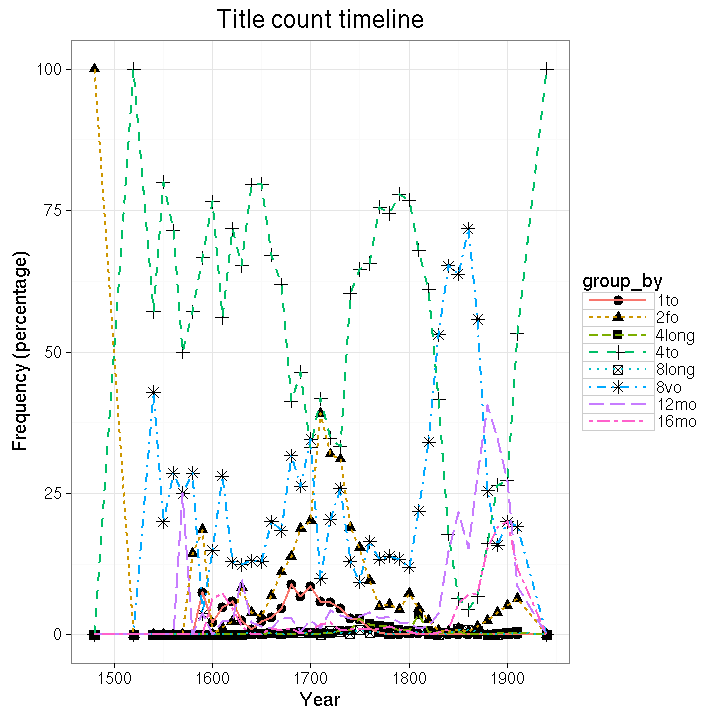 Title count timeline
100
75
50
25
0
Frequency (percentage)
1500
1600
1700
1800
1900
Year
group_by
1to
2fo
4long
4to
8long
8vo
12mo
16mo